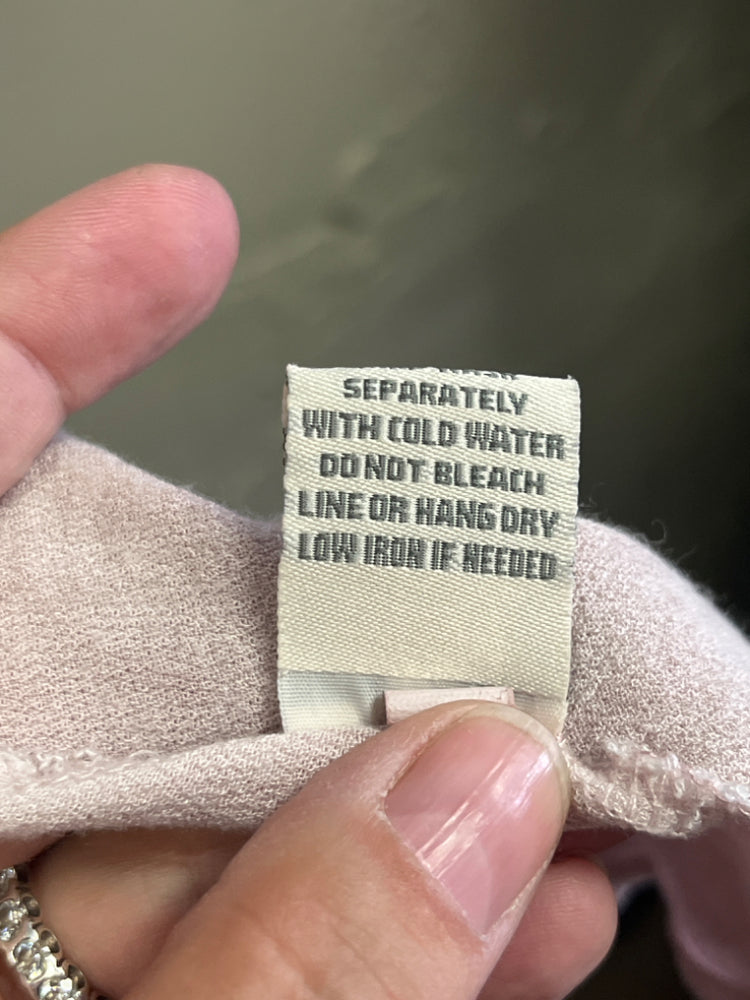 SEPARATELY
WITH COLD WATER
DO NOT BLEACH
LINE OR HANG DRY
LOW IRON IF NEEDED